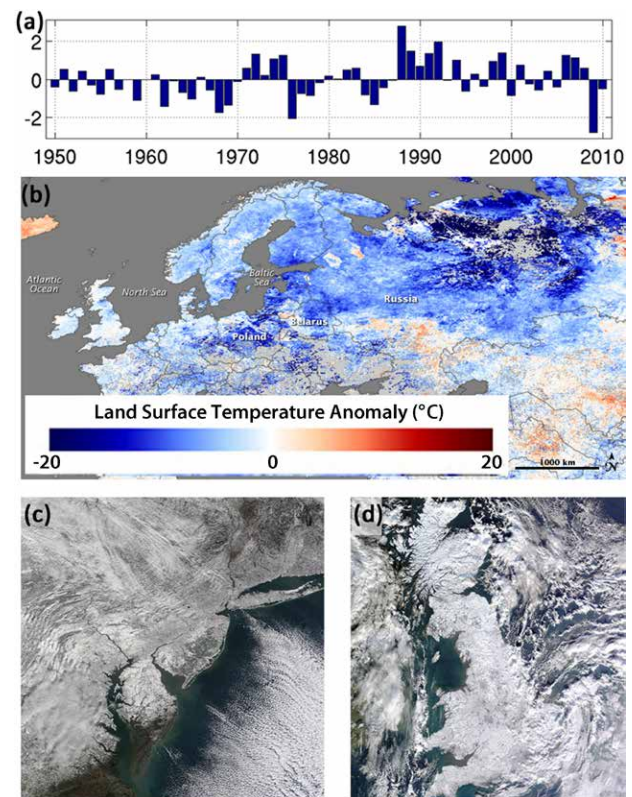 (a)
2
0
-2
1950 1960 1970 1980 1990 2000 2010
(b)
Atlantic
Ocean
North Sea
Baltic
Sea
Russia
Belarus
Poland
Land Surface Temperature Anomaly (°C)
-20 0 20
1000 km
N
(c)
(d)